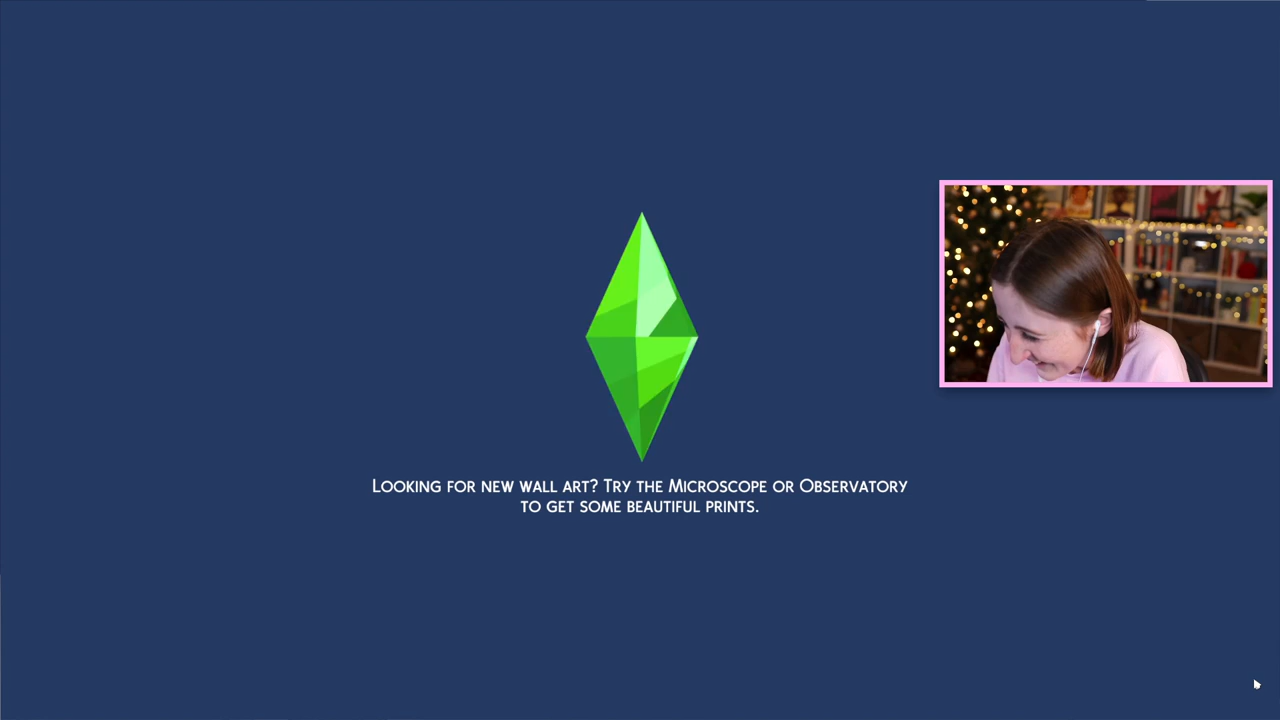 Looking for new wall art? Try the Microscope or Observatory
to get some beautiful prints.